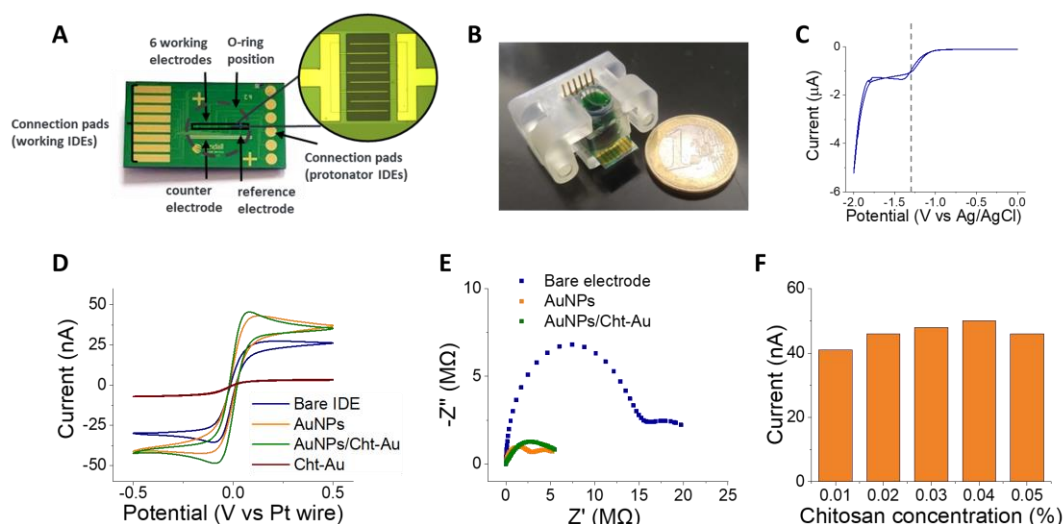 A
6 working
electrodes
O-ring
position
Connection pads
(working IDEs)
Connection pads
(protonator IDEs)
counter
electrode
reference
electrode
B
C
Current (µA)
0
-2
-4
-6
-2.0
-1.5
-1.0
-0.5
0.0
Potential (V vs Ag/AgCl)
D
Current (nA)
50
25
0
-25
-50
Bare IDE
AuNPs
AuNPs/Cht-Au
Cht-Au
-0.5
0.0
0.5
Potential (V vs Pt wire)
E
Bare electrode
AuNPs
AuNPs/Cht-Au
-Z" (MΩ)
10
5
0
0
5
10
15
20
25
Z' (MΩ)
F
Current (nA)
60
40
20
0
0.01
0.02
0.03
0.04
0.05
Chitosan concentration (%)